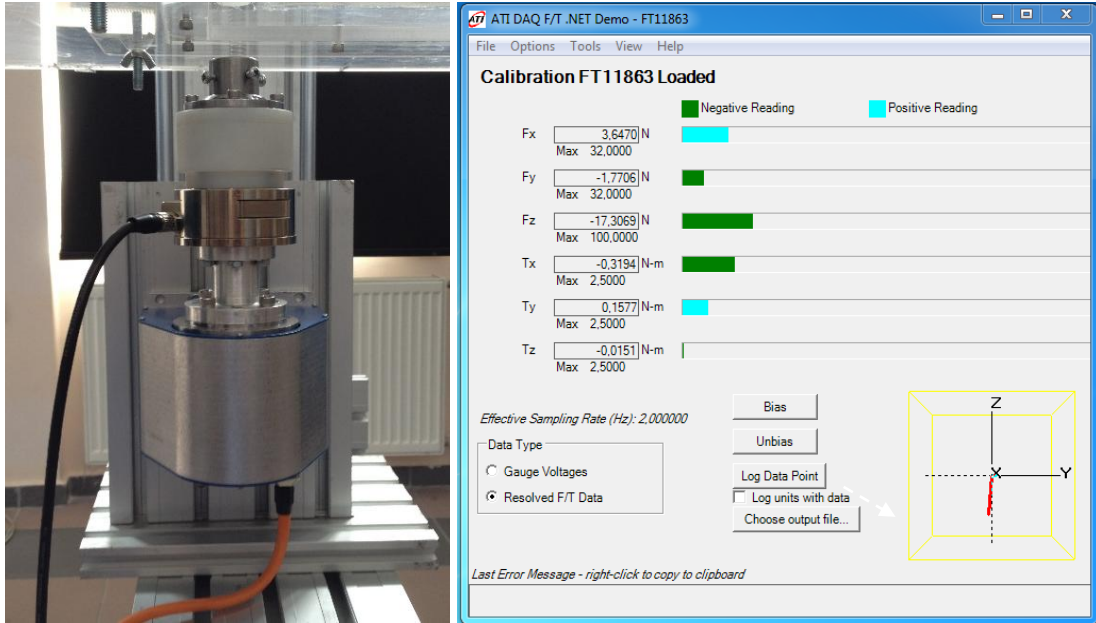 ATI ATI DAQ F/T .NET Demo - FT11863
File Options Tools View Help
Calibration FT11863 Loaded
Negative Reading Positive Reading
Fx 3,6470 N
Max 32,0000
Fy -1,7706 N
Max 32,0000
Fz -17,3069 N
Max 100,0000
Tx -0,3194 N-m
Max 2,5000
Ty 0,1577 N-m
Max 2,5000
Tz -0,0151 N-m
Max 2,5000
Effective Sampling Rate (Hz): 2,000000
Data Type
Gauge Voltages
Resolved F/T Data
Bias
Unbias
Log Data Point
Log units with data
Choose output file...
Z
X
Y
Last Error Message - right-click to copy to clipboard